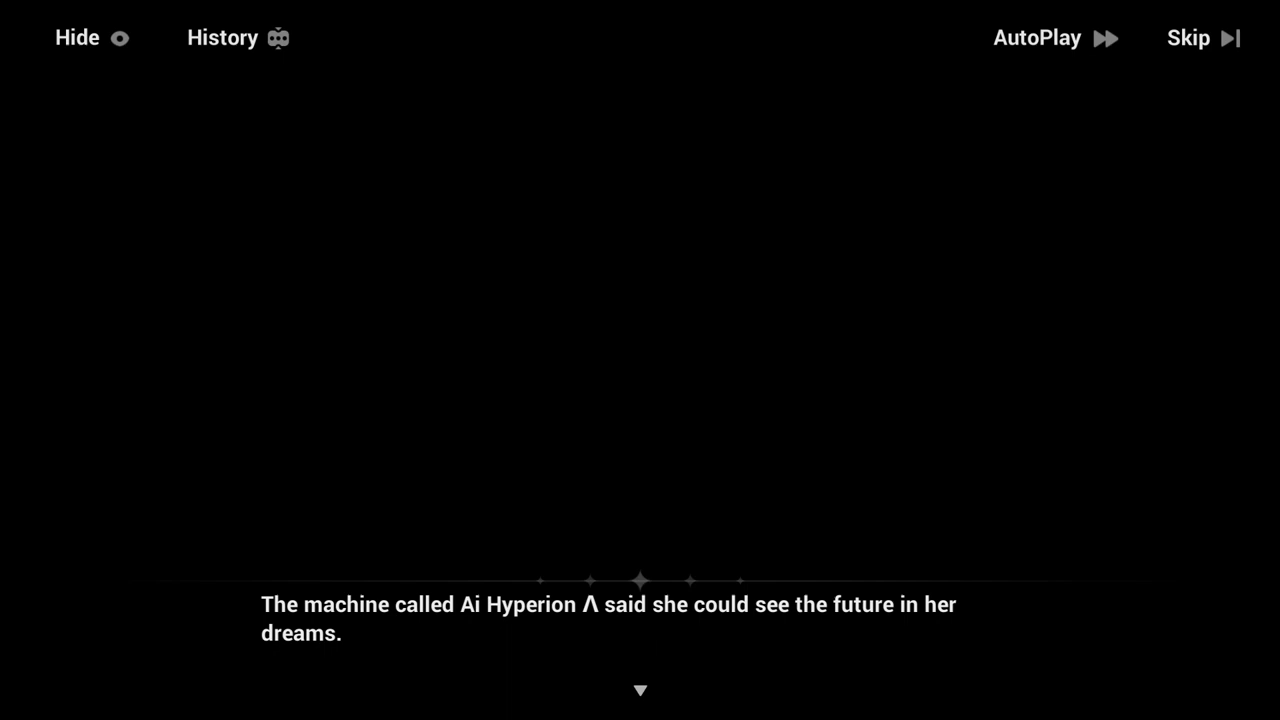 Hide
History
AutoPlay
Skip
The machine called Ai Hyperion Λ said she could see the future in her
dreams.